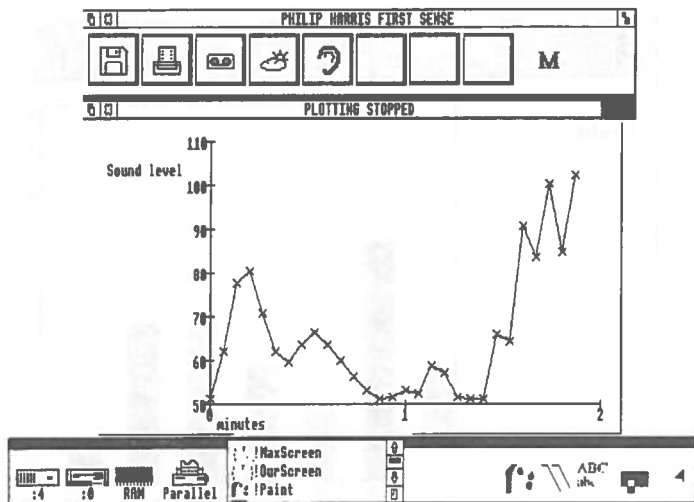 PHILIP HARRIS FIRST SENSE
M
PLOTTING STOPPED
110
Sound level
100
90
80
70
60
50
0 1 2
minutes
!MaxScreen
!OurScreen
!Paint
:4 :0 RAM Parallel
ABC
abc